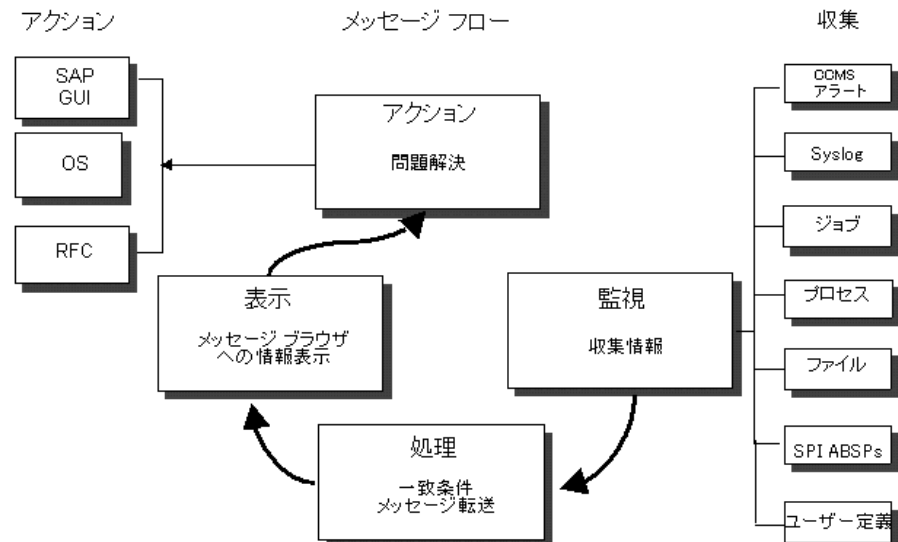 アクション
メッセージ フロー
収集
SAP
GUI
OS
RFC
アクション
問題解決
表示
メッセージ ブラウザ
への情報表示
監視
収集情報
処理
一致条件
メッセージ転送
CCMS
アラート
Syslog
ジョブ
プロセス
ファイル
SPI ABSPs
ユーザー定義